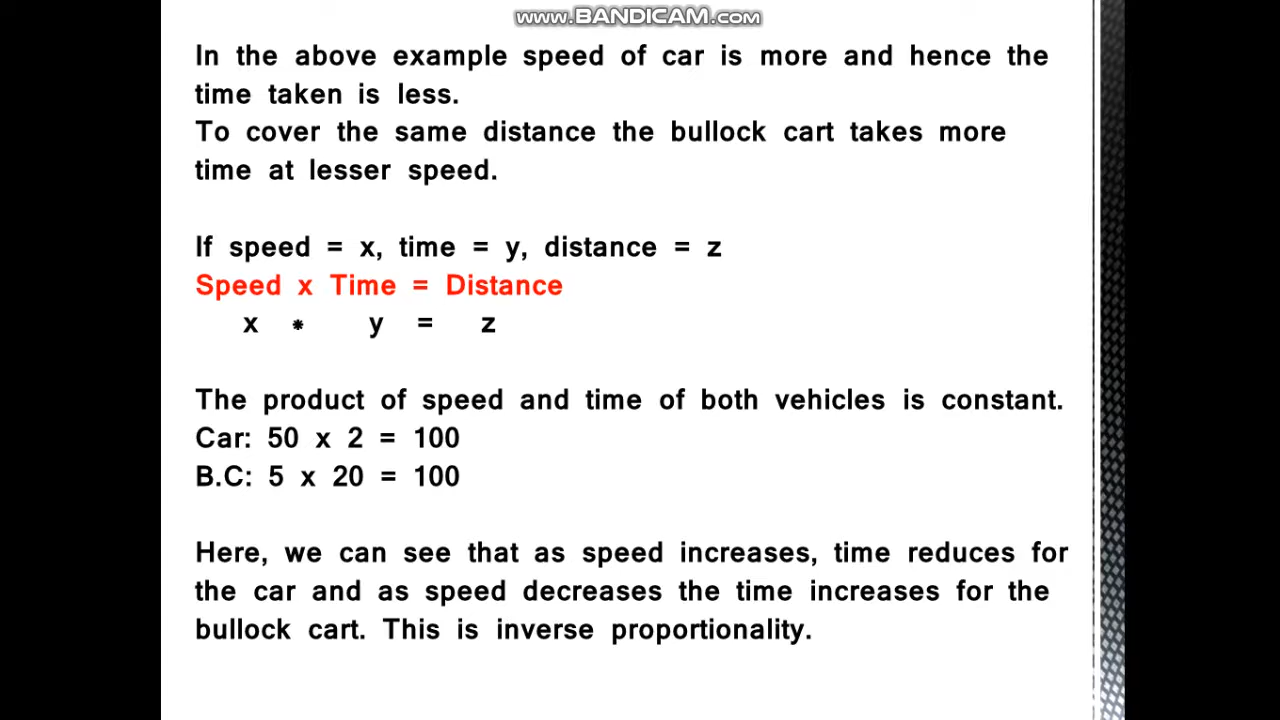 www.BANDICAM.com
In the above example speed of car is more and hence the
time taken is less.
To cover the same distance the bullock cart takes more
time at lesser speed.
If speed = x, time = y, distance = z
Speed x Time = Distance
x * y = z
The product of speed and time of both vehicles is constant.
Car: 50 x 2 = 100
B.C: 5 x 20 = 100
Here, we can see that as speed increases, time reduces for
the car and as speed decreases the time increases for the
bullock cart. This is inverse proportionality.